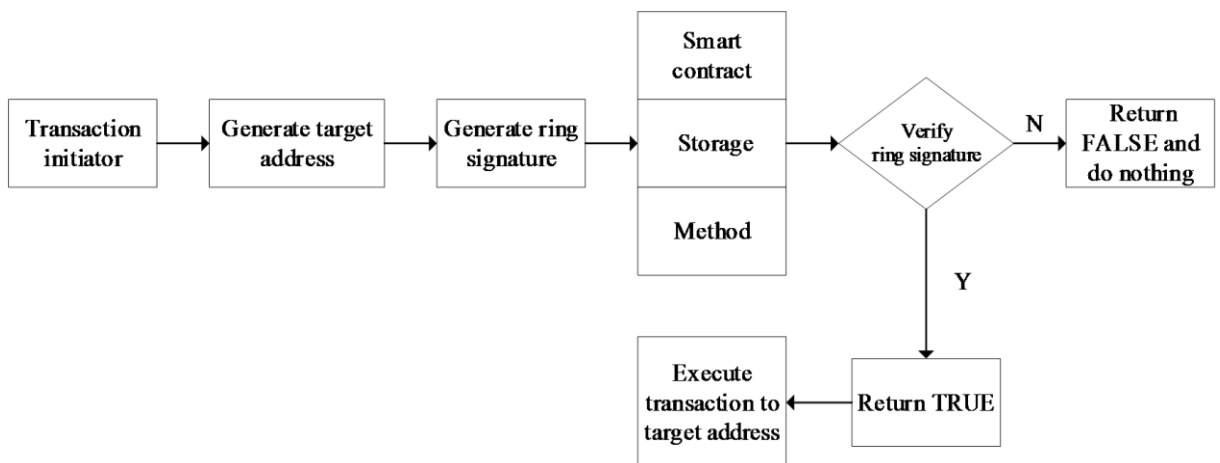 Transaction
initiator
Generate target
address
Generate ring
signature
Smart
contract
Storage
Method
Verify
ring signature
N
Return
FALSE and
do nothing
Y
Return TRUE
Execute
transaction to
target address